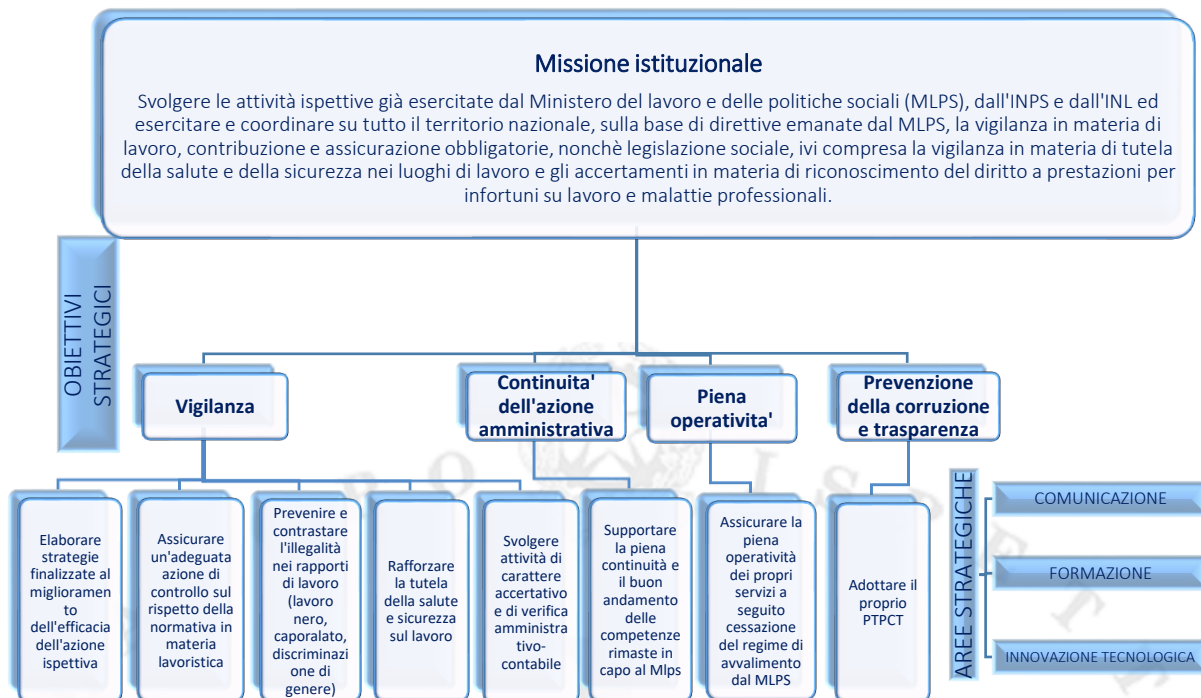 Missione istituzionale
Svolgere le attività ispettive già esercitate dal Ministero del lavoro e delle politiche sociali (MLPS), dall'INPS e dall'INL ed
esercitare e coordinare su tutto il territorio nazionale, sulla base di direttive emanate dal MLPS, la vigilanza in materia di
lavoro, contribuzione e assicurazione obbligatorie, nonchè legislazione sociale, ivi compresa la vigilanza in materia di tutela
della salute e della sicurezza nei luoghi di lavoro e gli accertamenti in materia di riconoscimento del diritto a prestazioni per
infortuni su lavoro e malattie professionali.
OBIETTIVI
STRATEGICI
Vigilanza
Continuita'
dell'azione
amministrativa
Piena
operativita'
Prevenzione
della corruzione
e trasparenza
Elaborare
strategie
finalizzate al
miglioramen
to
dell'efficacia
dell'azione
ispettiva
Assicurare
un'adeguata
azione di
controllo sul
rispetto della
normativa in
materia
lavoristica
Prevenire e
contrastare
l'illegalità
nei rapporti
di lavoro
(lavoro
nero,
caporalato,
discriminazi
one di
genere)
Rafforzare
la tutela
della salute
e sicurezza
sul lavoro
Svolgere
attività di
carattere
accertativo
e di verifica
amministra
tivo-
contabile
Supportare
la piena
continuità e
il buon
andamento
delle
competenze
rimaste in
capo al Mlps
Assicurare la
piena
operatività
dei propri
servizi a
seguito
cessazione
del regime di
avvalimento
dal MLPS
Adottare il
proprio
PTPCT
AREE STRATEGICHE
COMUNICAZIONE
FORMAZIONE
INNOVAZIONE TECNOLOGICA